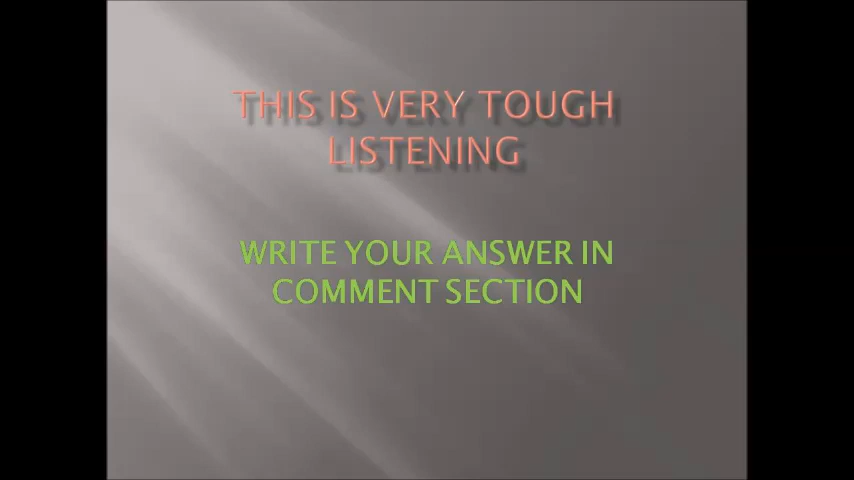 THIS IS VERY TOUGH
LISTENING
WRITE YOUR ANSWER IN
COMMENT SECTION